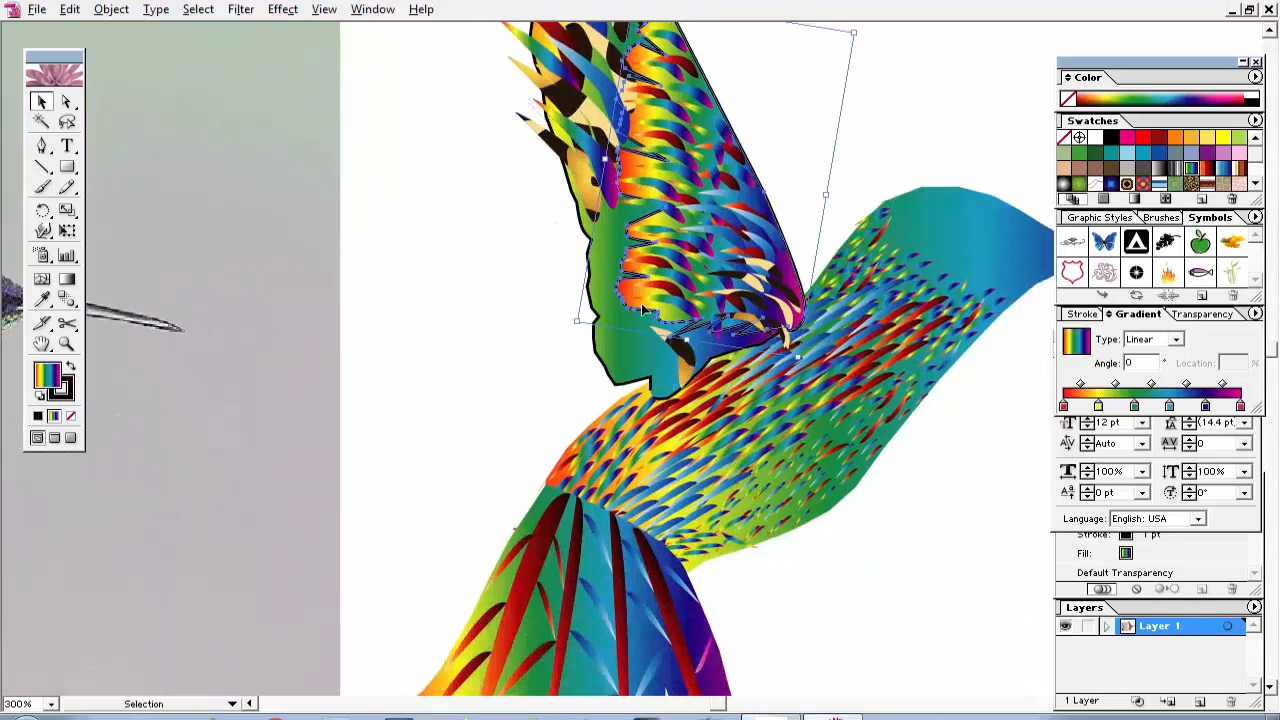 File Edit Object Type Select Filter Effect View Window Help
Color
Swatches
Graphic Styles Brushes Symbols
Stroke Gradient Transparency
Type: Linear
Angle: 0 ° Location: %
12 pt (14.4 pt)
Auto 0
100% 100%
0 pt 0°
Language: English: USA
Stroke: 1 pt
Fill:
Default Transparency
Layers
Layer 1
1 Layer
300% Selection